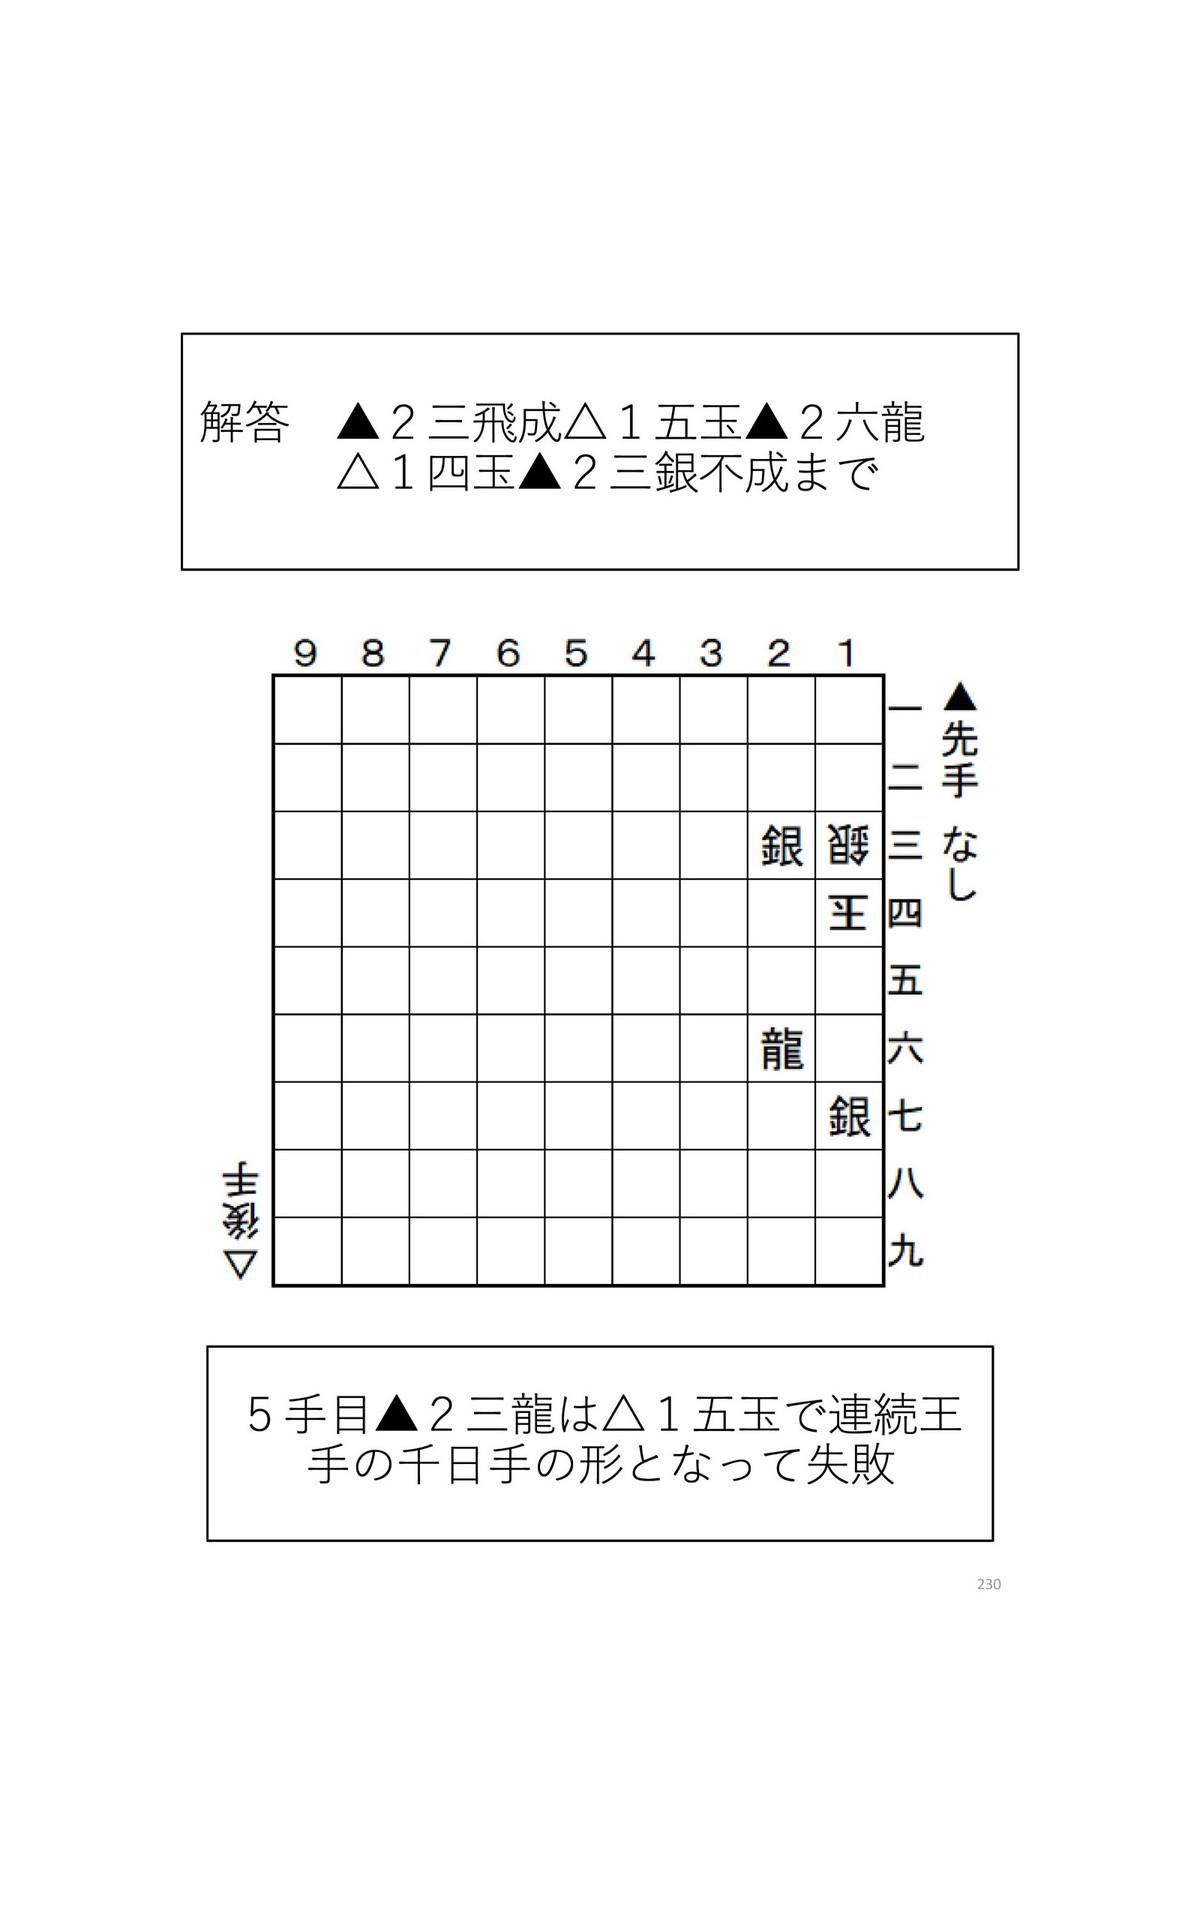 解答　▲２三飛成△１五玉▲２六龍
△１四玉▲２三銀不成まで
9 8 7 6 5 4 3 2 1
一
二
三
四
五
六
七
八
九
▲先手 なし
銀 銀
王
龍
銀
△後手
５手目▲２三龍は△１五玉で連続王
手の千日手の形となって失敗
230